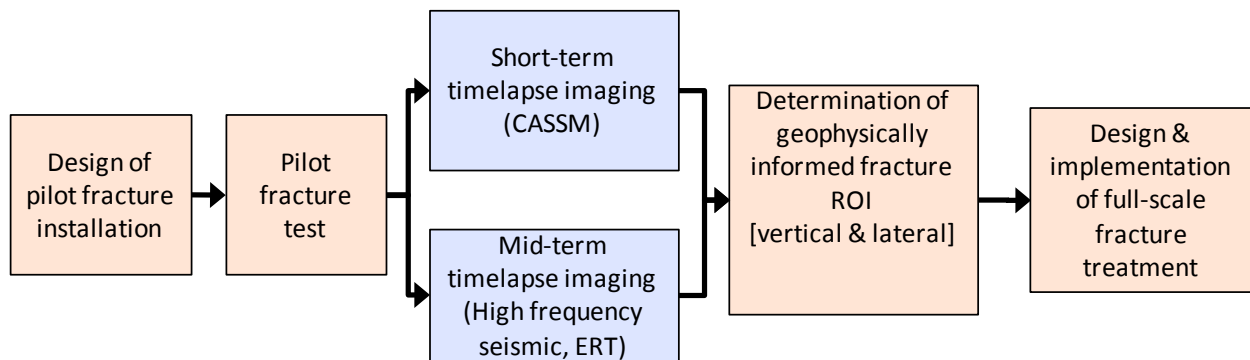 Design of
pilot fracture
installation
Pilot
fracture
test
Short-term
timelapse imaging
(CASSM)
Mid-term
timelapse imaging
(High frequency
seismic, ERT)
Determination of
geophysically
informed fracture
ROI
[vertical & lateral]
Design &
implementation
of full-scale
fracture
treatment